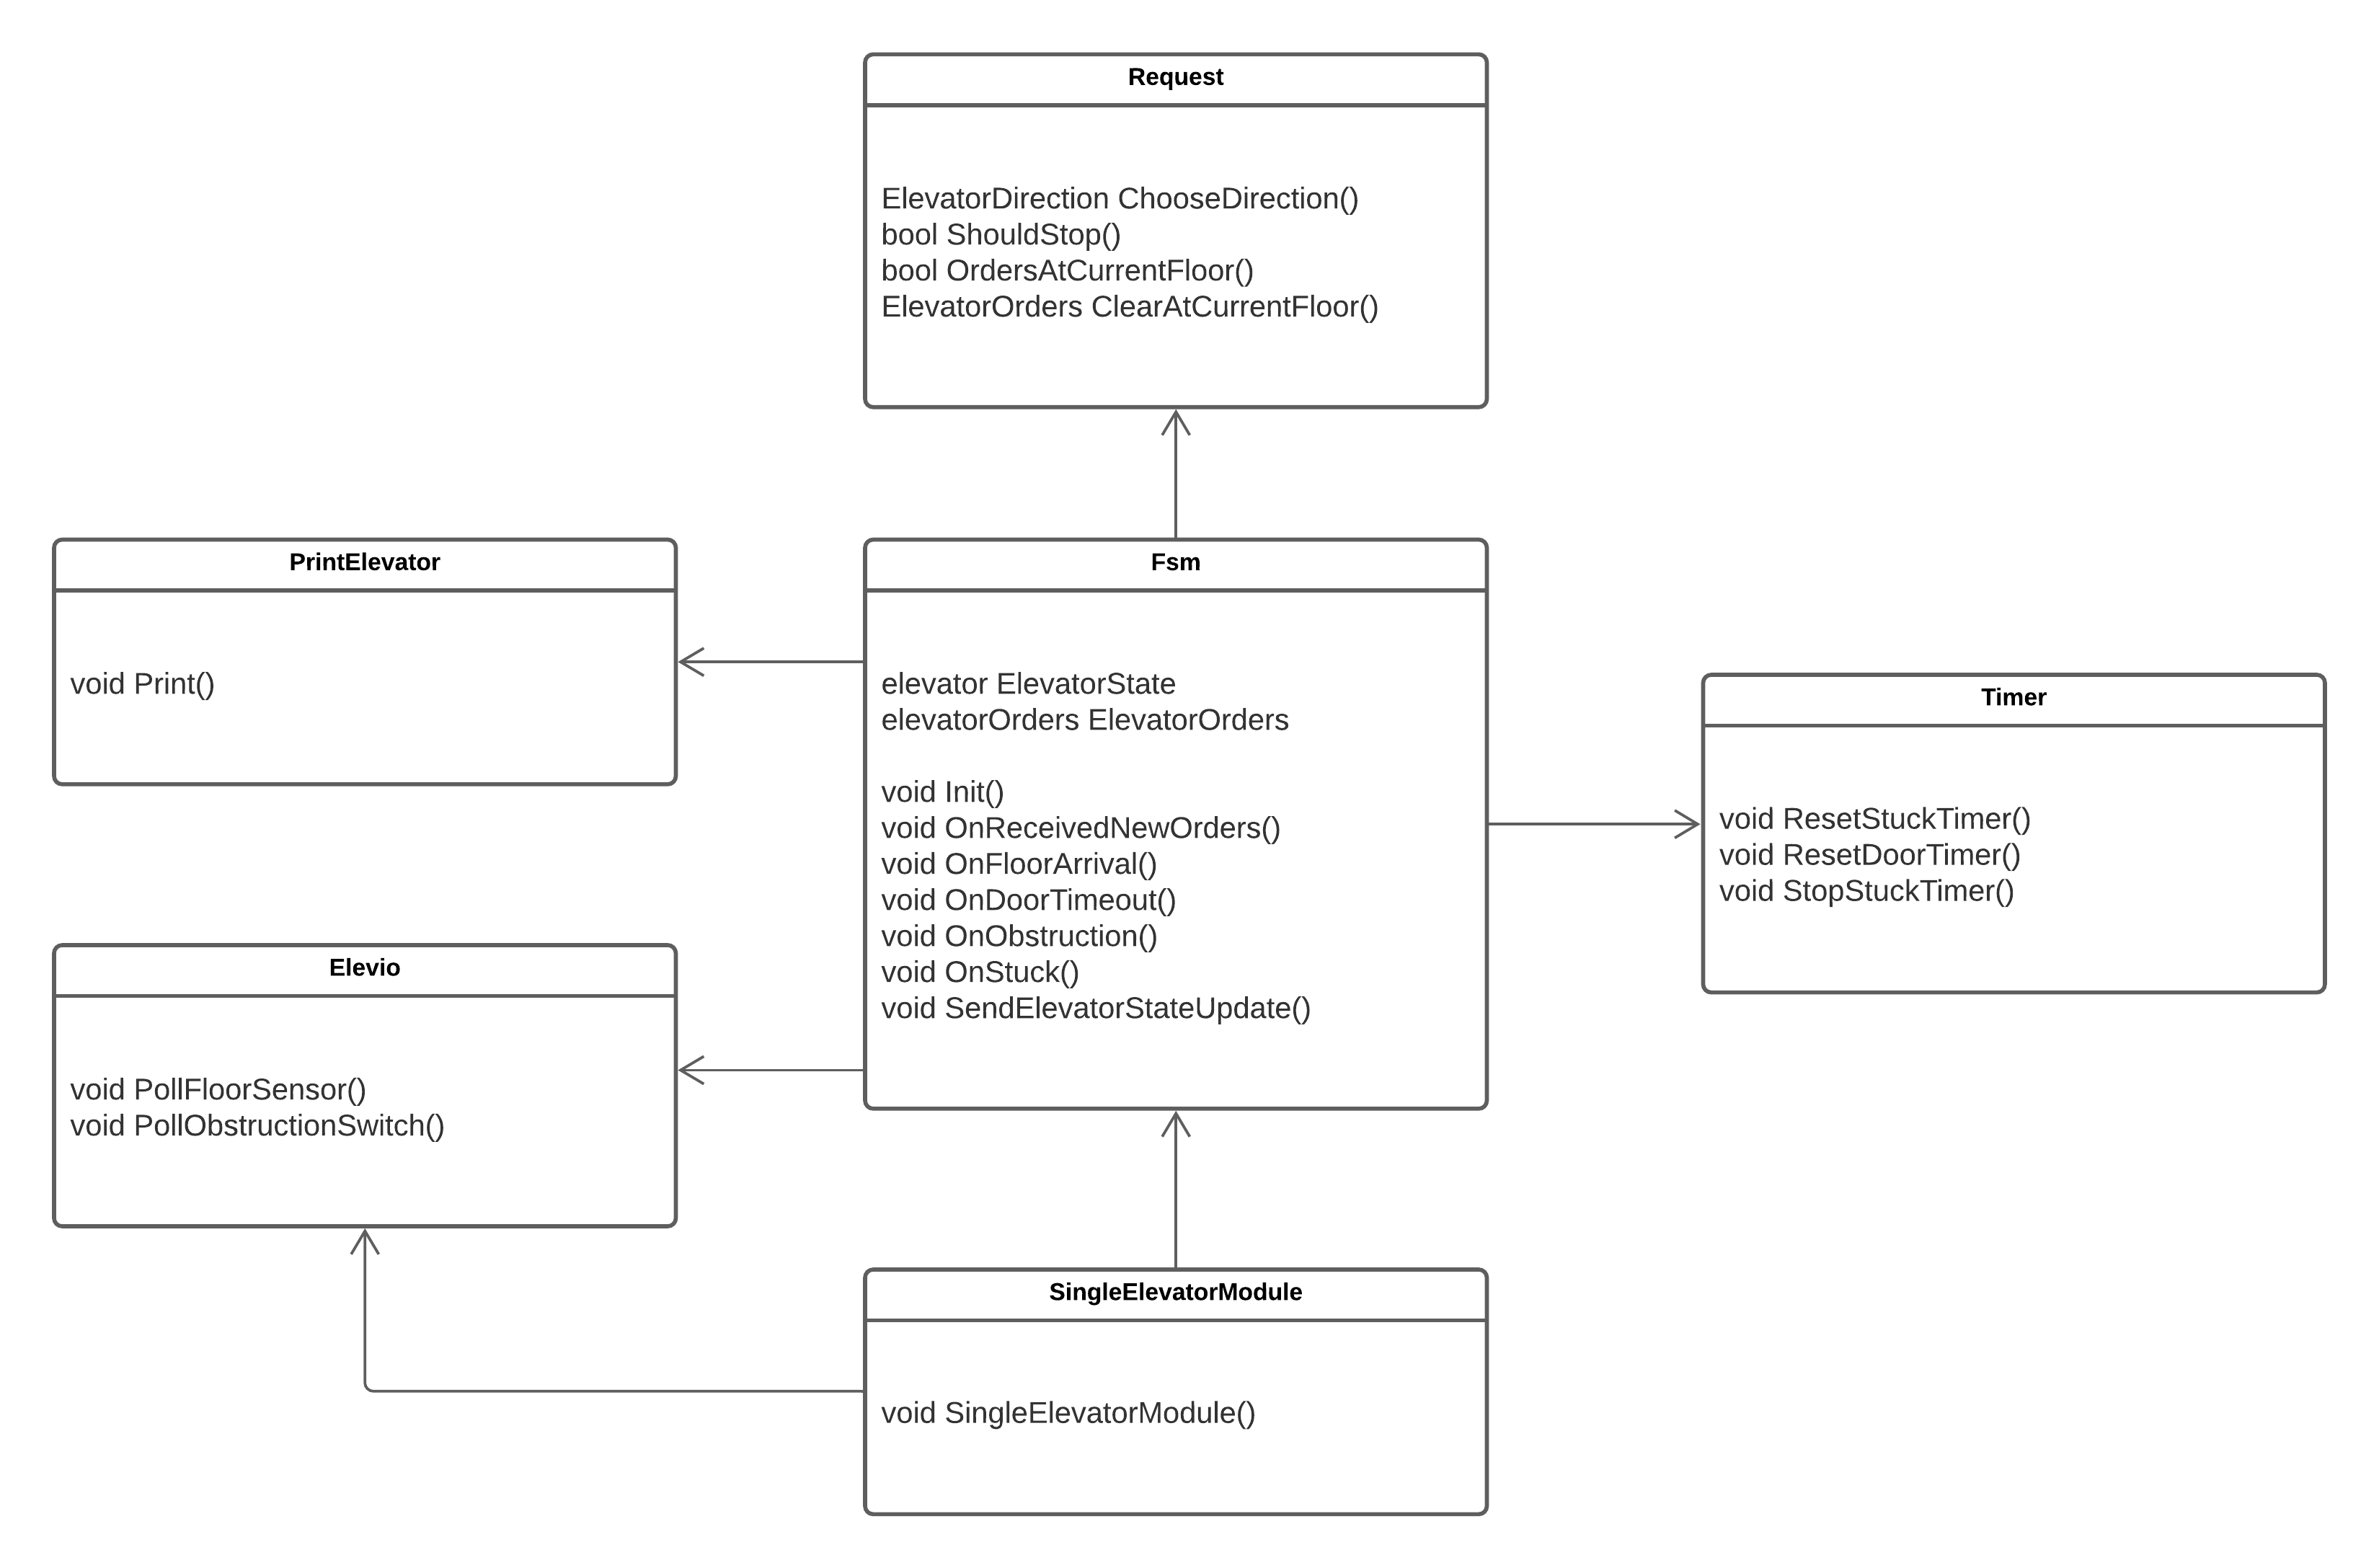 Request
ElevatorDirection ChooseDirection()
bool ShouldStop()
bool OrdersAtCurrentFloor()
ElevatorOrders ClearAtCurrentFloor()
PrintElevator
void Print()
Fsm
elevator ElevatorState
elevatorOrders ElevatorOrders
void Init()
void OnReceivedNewOrders()
void OnFloorArrival()
void OnDoorTimeout()
void OnObstruction()
void OnStuck()
void SendElevatorStateUpdate()
Timer
void ResetStuckTimer()
void ResetDoorTimer()
void StopStuckTimer()
Elevio
void PollFloorSensor()
void PollObstructionSwitch()
SingleElevatorModule
void SingleElevatorModule()